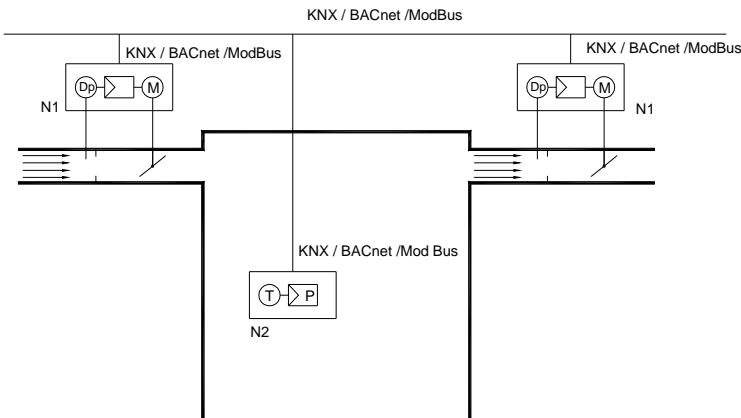 KNX / BACnet /ModBus
KNX / BACnet /ModBus
KNX / BACnet /ModBus
Dp M
Dp M
N1
N1
KNX / BACnet /Mod Bus
T P
N2